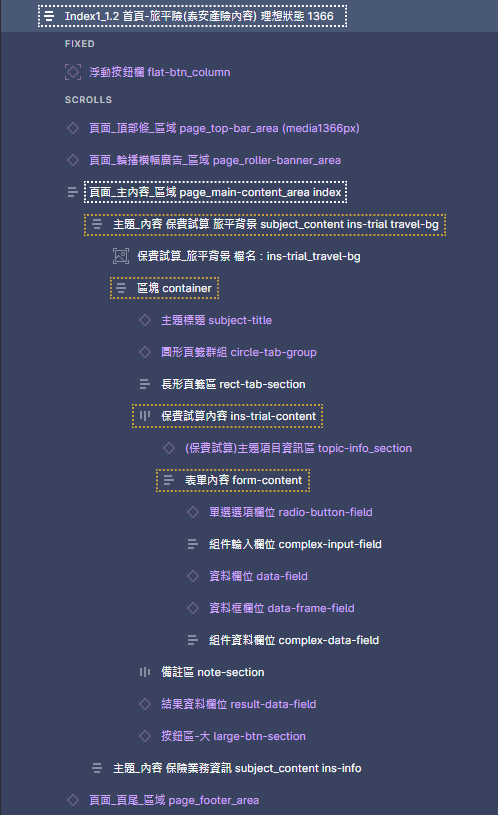 Index1_1.2 首頁-旅平險(泰安產險內容) 理想狀態 1366
FIXED
浮動按鈕欄 flat-btn_column
SCROLLS
頁面_頂部條_區域 page_top-bar_area (media1366px)
頁面_輪播橫幅廣告_區域 page_roller-banner_area
頁面_主內容_區域 page_main-content_area index
主題_內容 保費試算 旅平背景 subject_content ins-trial travel-bg
保費試算_旅平背景 檔名：ins-trial_travel-bg
區塊 container
主題標題 subject-title
圓形頁籤群組 circle-tab-group
長形頁籤區 rect-tab-section
保費試算內容 ins-trial-content
(保費試算)主題項目資訊區 topic-info_section
表單內容 form-content
單選選項欄位 radio-button-field
組件輸入欄位 complex-input-field
資料欄位 data-field
資料框欄位 data-frame-field
組件資料欄位 complex-data-field
備註區 note-section
結果資料欄位 result-data-field
按鈕區-大 large-btn-section
主題_內容 保險業務資訊 subject_content ins-info
頁面_頁尾_區域 page_footer_area